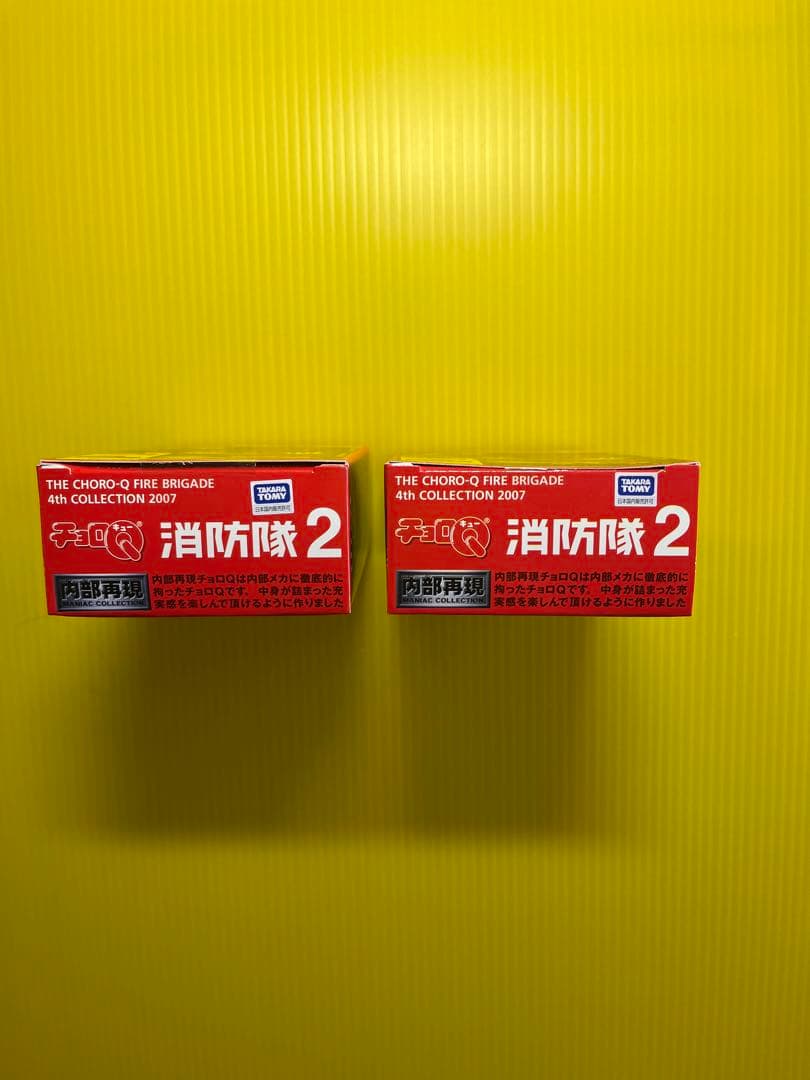 THE CHORO-Q FIRE BRIGADE
4th COLLECTION 2007
TAKARA
TOMY
日本国内販売許可
チョロQ キュー ®
消防隊 2
内部再現
MANIAC COLLECTION
内部再現チョロQは内部メカに徹底的に
拘ったチョロQです。中身が詰まった充
実感を楽しんで頂けるように作りました
THE CHORO-Q FIRE BRIGADE
4th COLLECTION 2007
TAKARA
TOMY
日本国内販売許可
チョロQ キュー ®
消防隊 2
内部再現
MANIAC COLLECTION
内部再現チョロQは内部メカに徹底的に
拘ったチョロQです。中身が詰まった充
実感を楽しんで頂けるように作りました